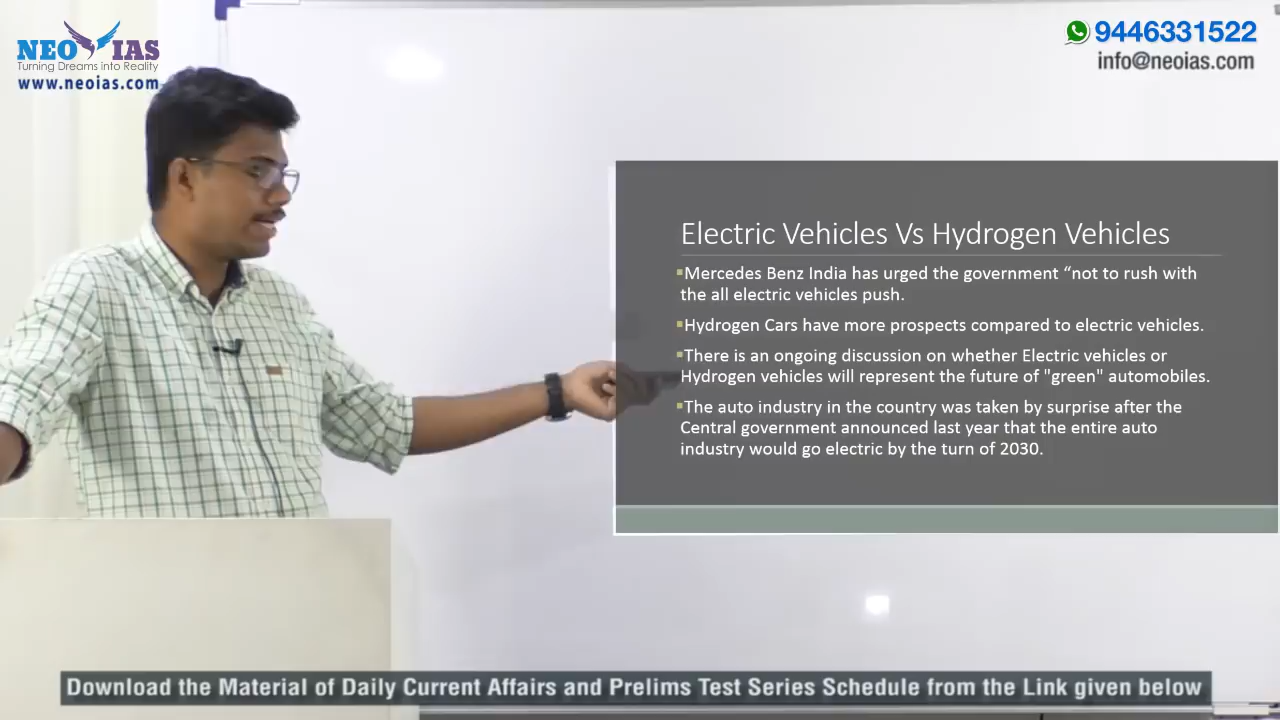 NEO IAS
Turning Dreams into Reality
www.neoias.com
9446331522
info@neoias.com
Electric Vehicles Vs Hydrogen Vehicles
Mercedes Benz India has urged the government “not to rush with
the all electric vehicles push.
Hydrogen Cars have more prospects compared to electric vehicles.
There is an ongoing discussion on whether Electric vehicles or
Hydrogen vehicles will represent the future of "green" automobiles.
The auto industry in the country was taken by surprise after the
Central government announced last year that the entire auto
industry would go electric by the turn of 2030.
Download the Material of Daily Current Affairs and Prelims Test Series Schedule from the Link given below